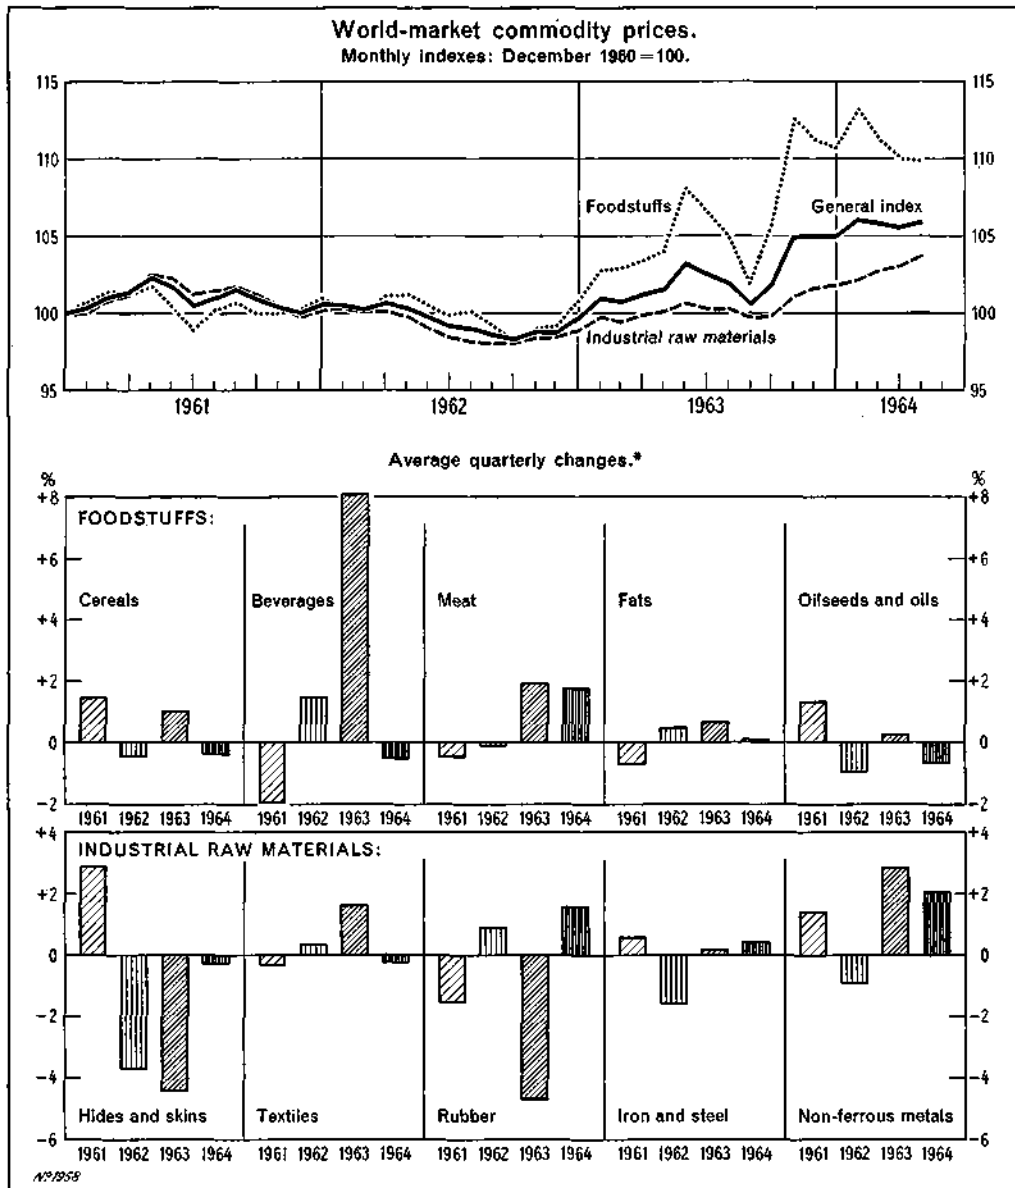 World-market commodity prices.
Monthly indexes: December 1960=100.
115 115
110 110
Foodstuffs General index
105 105
100 100
Industrial raw materials
95 95
1961 1962 1963 1964
Average quarterly changes.*
% %
+8 +8
FOODSTUFFS:
+6 +6
Cereals Beverages Meat Fats Oilseeds and oils
+4 +4
+2 +2
0 0
-2 -2
1961 1962 1963 1964 1961 1962 1963 1964 1961 1962 1963 1964 1961 1962 1963 1964 1961 1962 1963 1964
+4 +4
INDUSTRIAL RAW MATERIALS:
+2 +2
0 0
-2 -2
-4 -4
Hides and skins Textiles Rubber Iron and steel Non-ferrous metals
-6 -6
1961 1962 1963 1964 1961 1962 1963 1964 1961 1962 1963 1964 1961 1962 1963 1964 1961 1962 1963 1964
Nº1958